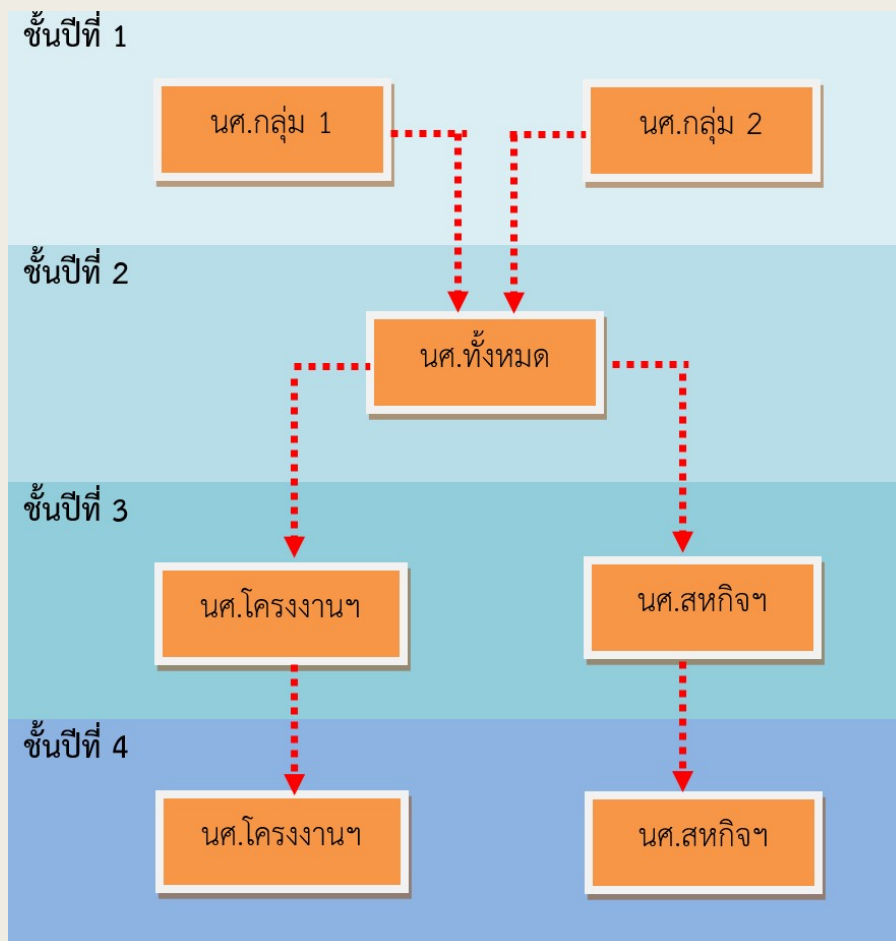 ชั้นปีที่ 1
นศ.กลุ่ม 1
นศ.กลุ่ม 2
ชั้นปีที่ 2
นศ.ทั้งหมด
ชั้นปีที่ 3
นศ.โครงงานฯ
นศ.สหกิจฯ
ชั้นปีที่ 4
นศ.โครงงานฯ
นศ.สหกิจฯ